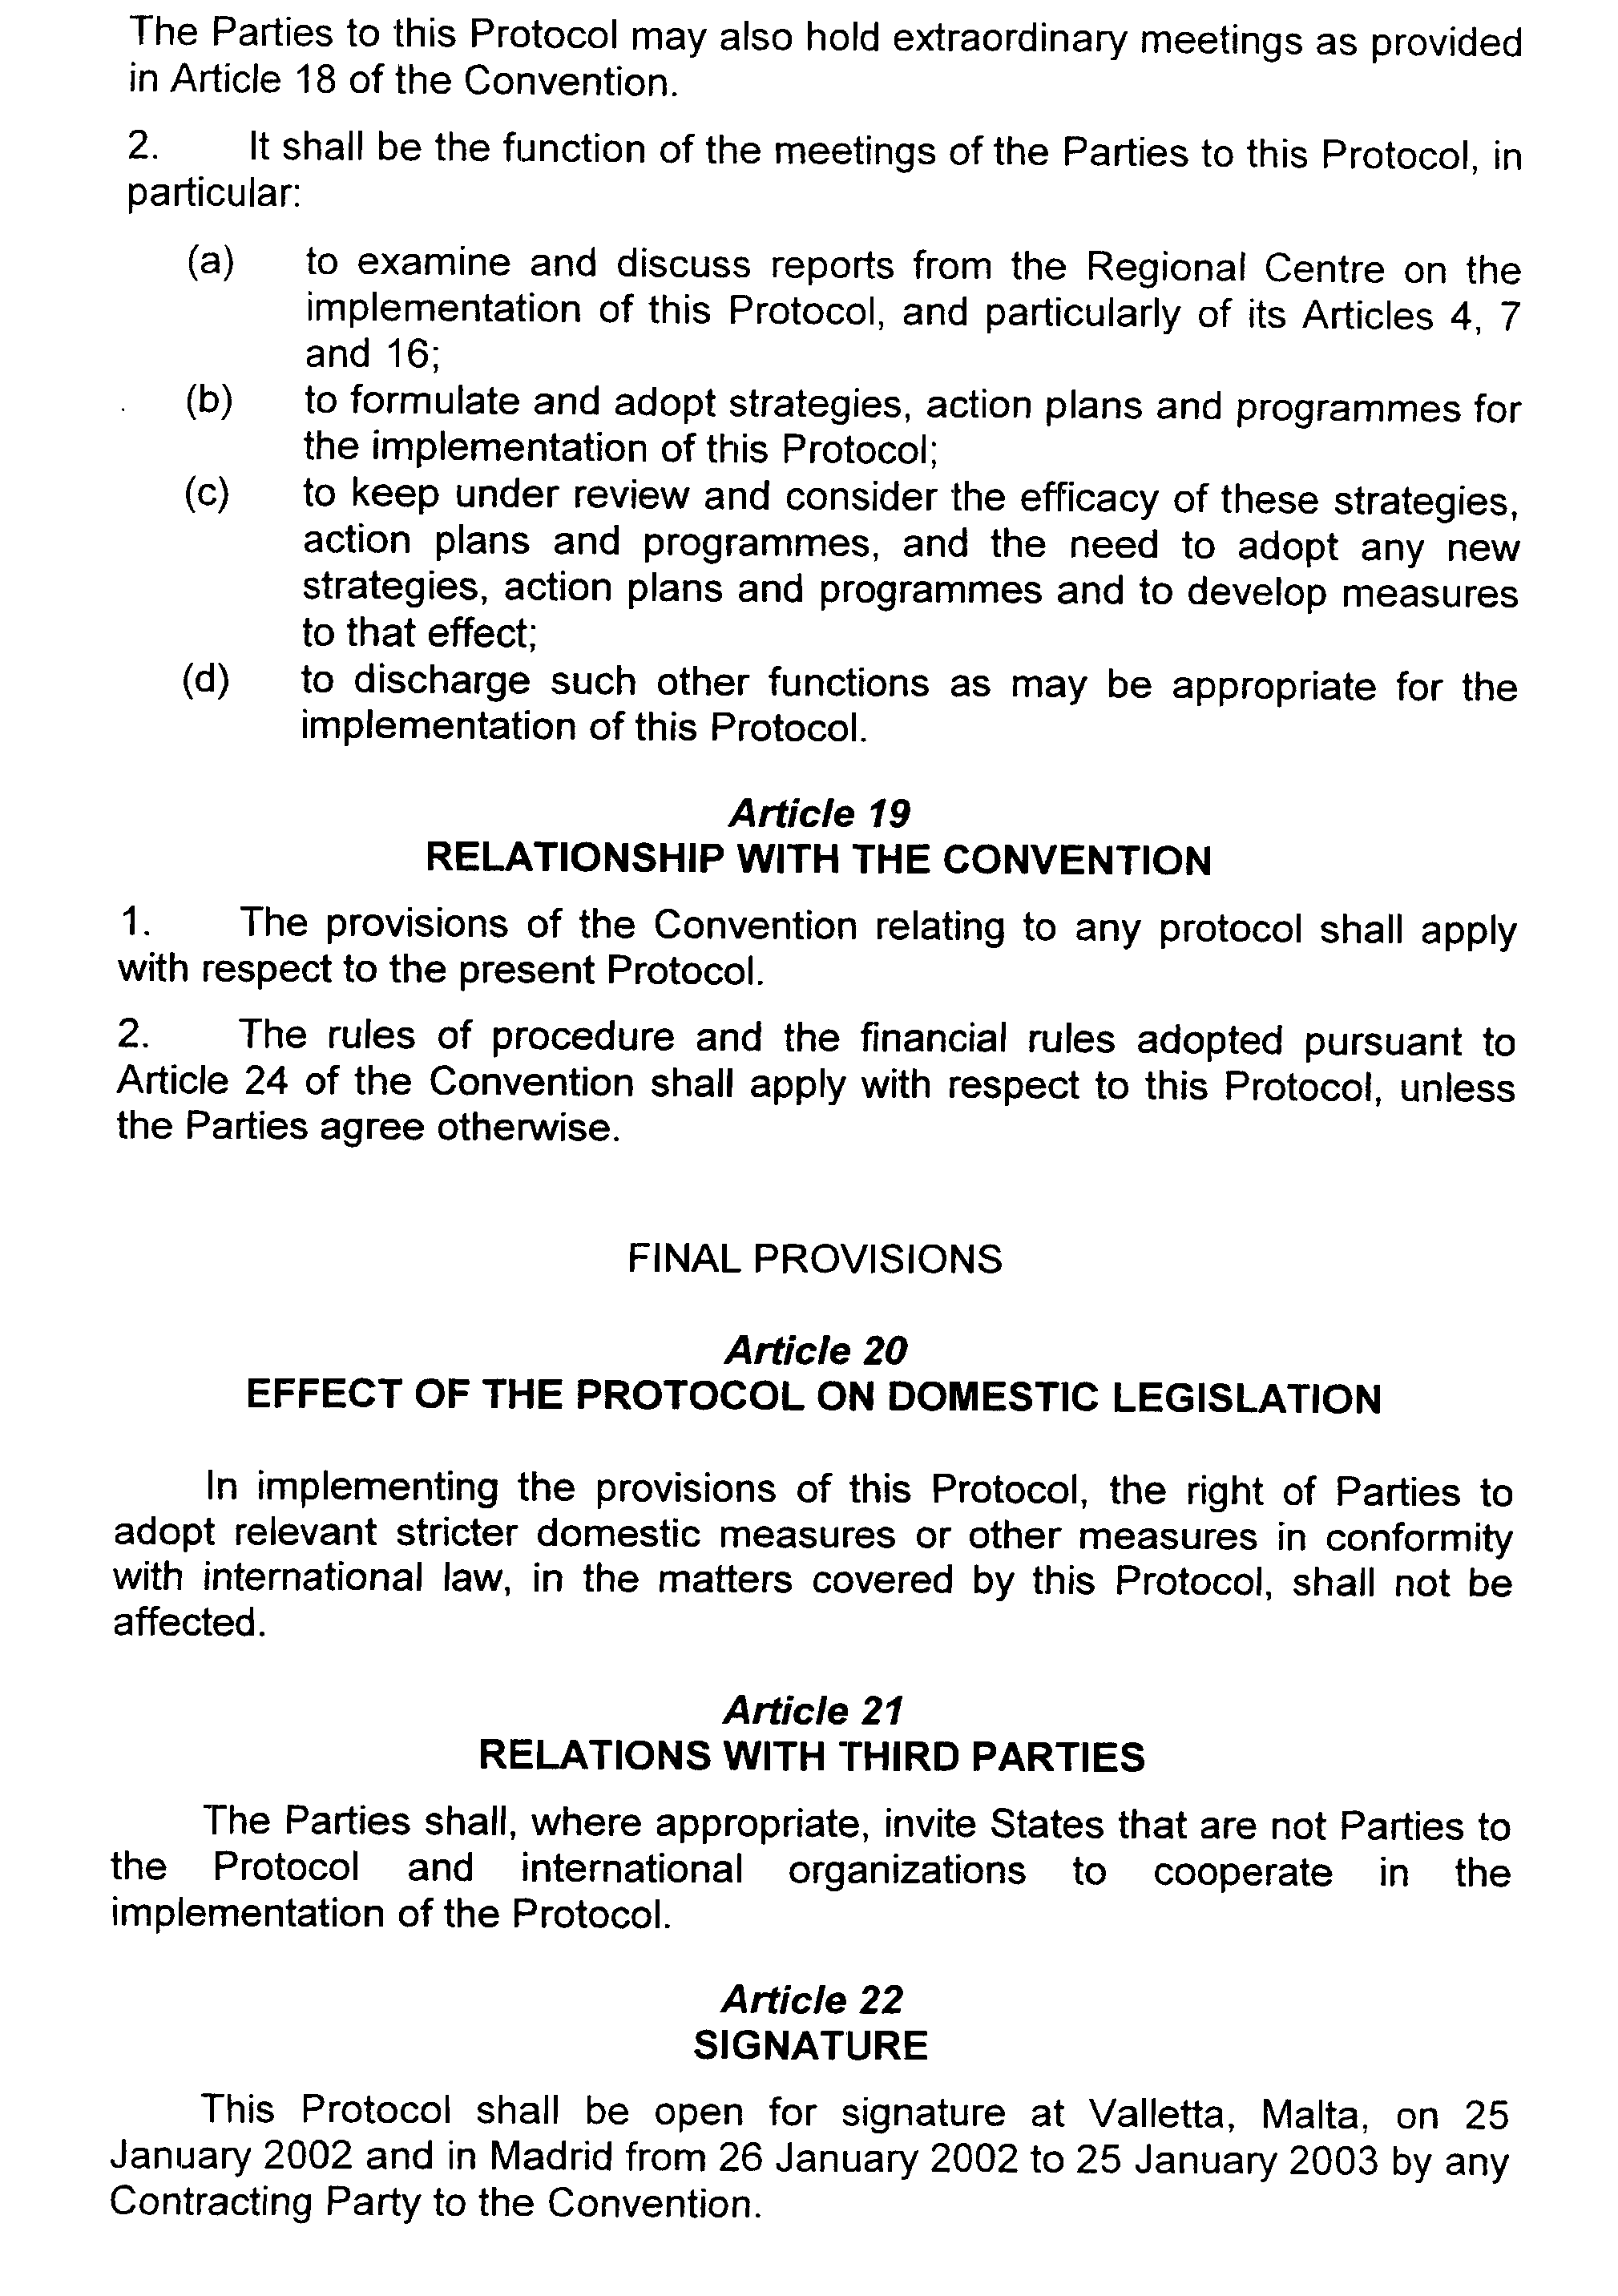 The Parties to this Protocol may also hold extraordinary meetings as provided
in Article 18 of the Convention.
2. It shall be the function of the meetings of the Parties to this Protocol, in
particular:
(a) to examine and discuss reports from the Regional Centre on the
implementation of this Protocol, and particularly of its Articles 4, 7
and 16;
(b) to formulate and adopt strategies, action plans and programmes for
the implementation of this Protocol;
(c) to keep under review and consider the efficacy of these strategies,
action plans and programmes, and the need to adopt any new
strategies, action plans and programmes and to develop measures
to that effect;
(d) to discharge such other functions as may be appropriate for the
implementation of this Protocol.
Article 19
RELATIONSHIP WITH THE CONVENTION
1. The provisions of the Convention relating to any protocol shall apply
with respect to the present Protocol.
2. The rules of procedure and the financial rules adopted pursuant to
Article 24 of the Convention shall apply with respect to this Protocol, unless
the Parties agree otherwise.
FINAL PROVISIONS
Article 20
EFFECT OF THE PROTOCOL ON DOMESTIC LEGISLATION
In implementing the provisions of this Protocol, the right of Parties to
adopt relevant stricter domestic measures or other measures in conformity
with international law, in the matters covered by this Protocol, shall not be
affected.
Article 21
RELATIONS WITH THIRD PARTIES
The Parties shall, where appropriate, invite States that are not Parties to
the Protocol and international organizations to cooperate in the
implementation of the Protocol.
Article 22
SIGNATURE
This Protocol shall be open for signature at Valletta, Malta, on 25
January 2002 and in Madrid from 26 January 2002 to 25 January 2003 by any
Contracting Party to the Convention.